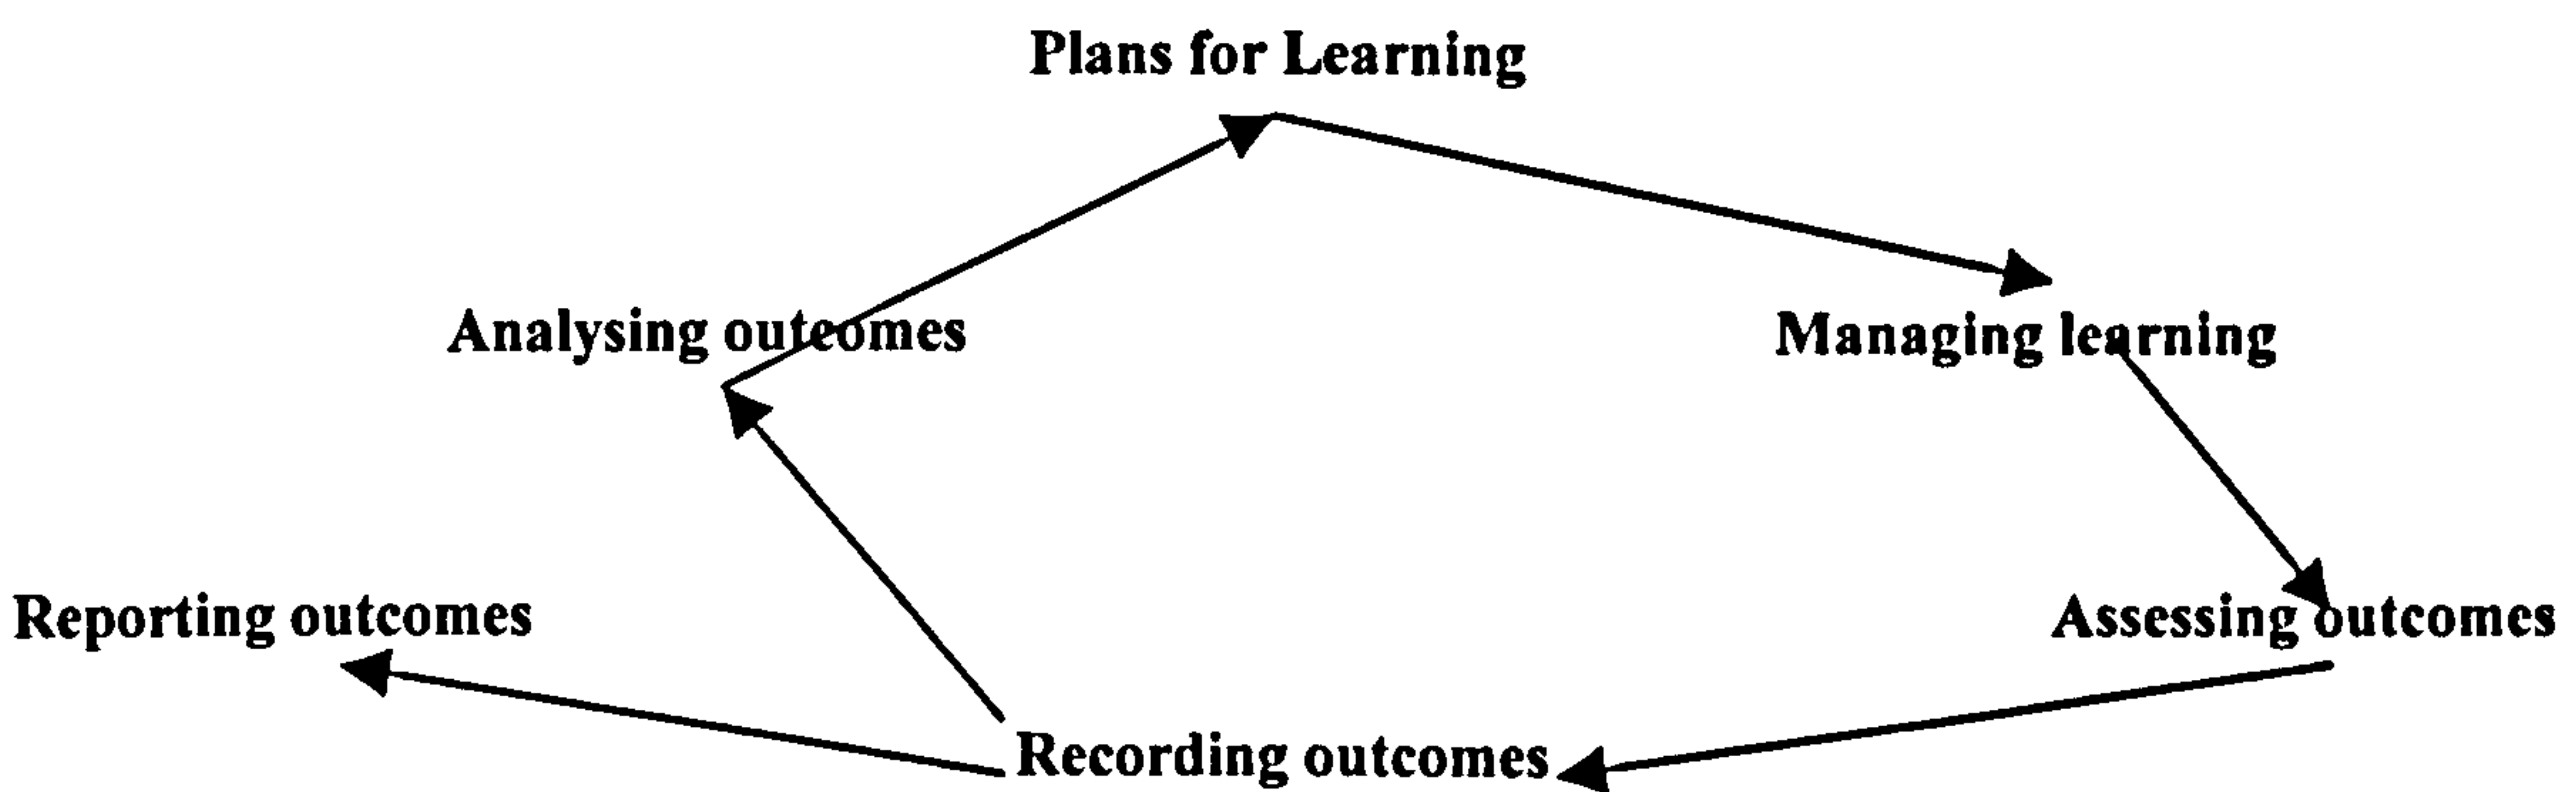 Plans for Learning
Analysing outcomes
Managing learning
Reporting outcomes
Assessing outcomes
Recording outcomes